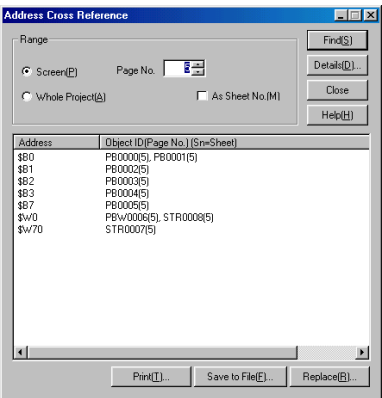 Address Cross Reference
Range
Find(S)
Screen(P) Page No. 5
Details(D)...
Whole Project(A) As Sheet No.(M)
Close
Help(H)
Address Object ID(Page No.) (Sn=Sheet)
$B0 PB0000(5), PB0001(5)
$B1 PB0002(5)
$B2 PB0003(5)
$B3 PB0004(5)
$B7 PB0005(5)
$W0 PBW0006(5), STR0008(5)
$W70 STR0007(5)
Print(T)... Save to File(F)... Replace(R)...